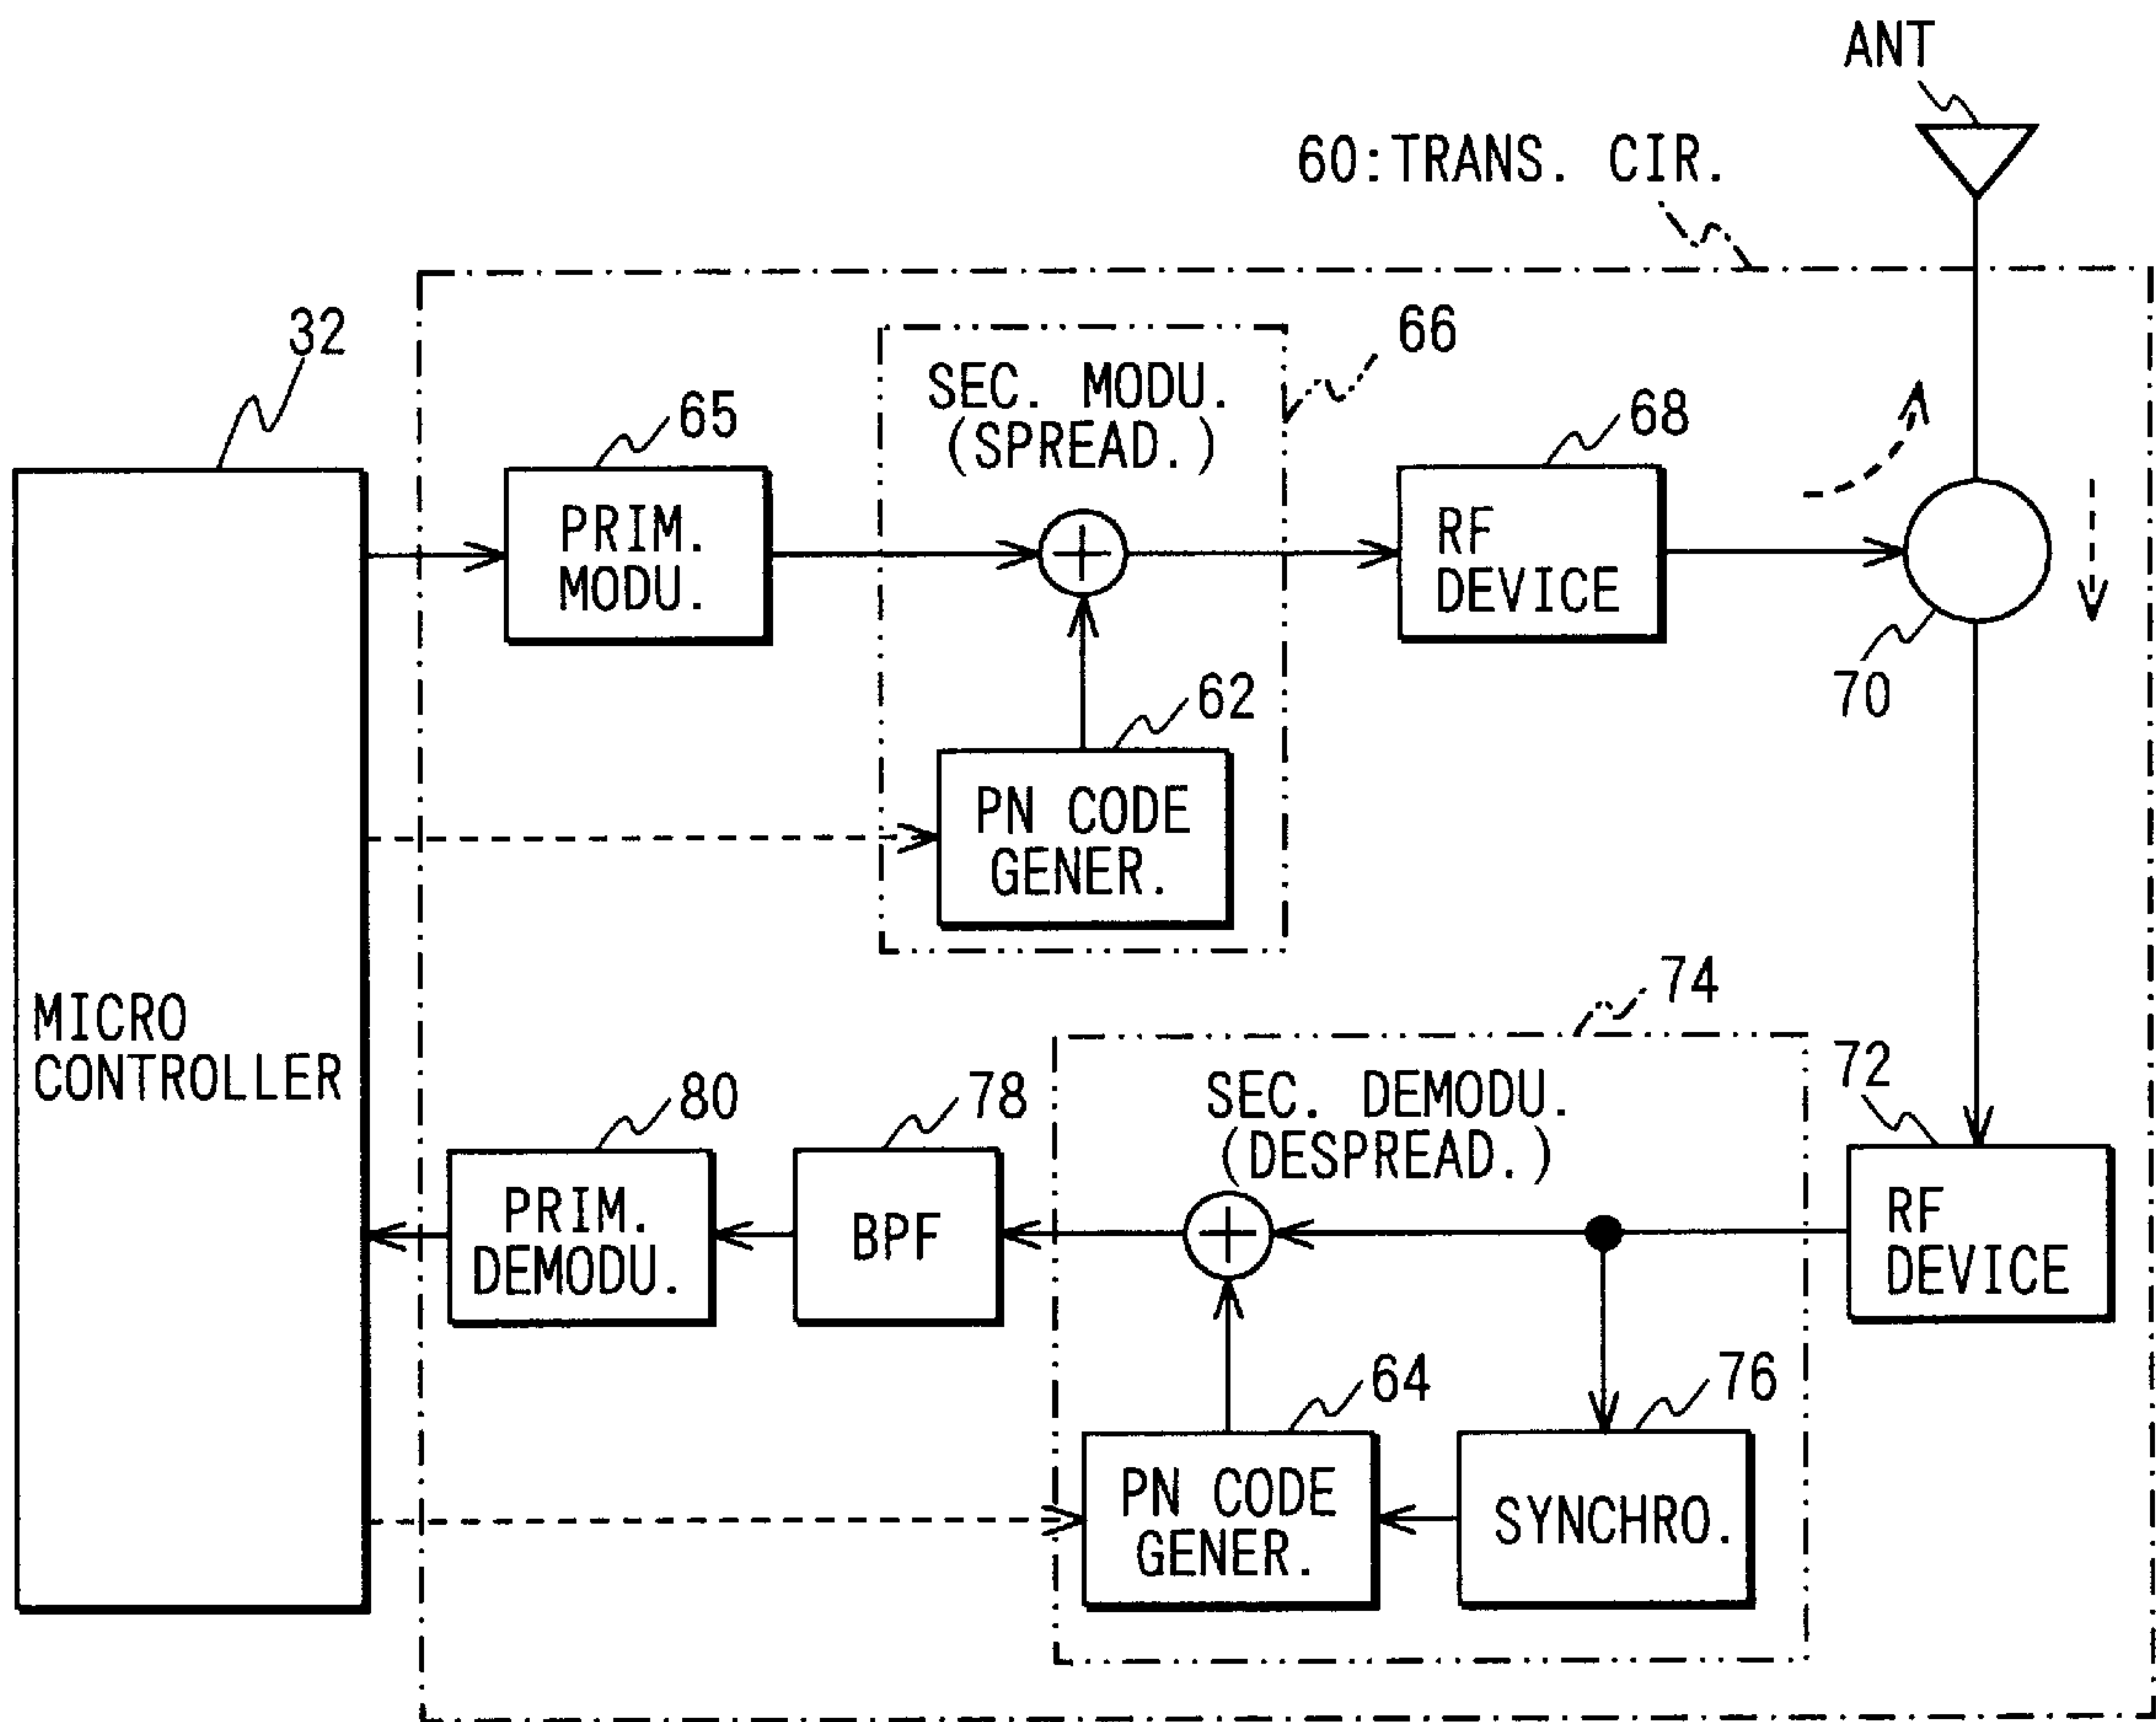 ANT
60:TRANS. CIR.
32
66
SEC. MODU.
(SPREAD.)
65
68
PRIM.
MODU.
RF
DEVICE
70
62
PN CODE
GENER.
74
MICRO
CONTROLLER
72
SEC. DEMODU.
(DESPREAD.)
80
78
PRIM.
DEMODU.
BPF
RF
DEVICE
64
76
PN CODE
GENER.
SYNCHRO.